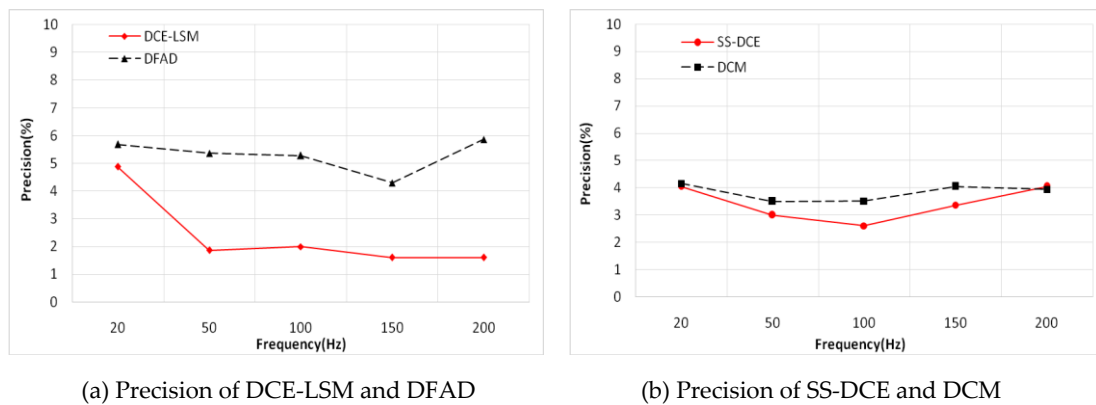 DCE-LSM
DFAD
10
9
8
7
6
5
4
3
2
1
0
Precision(%)
20 50 100 150 200
Frequency(Hz)
(a) Precision of DCE-LSM and DFAD
SS-DCE
DCM
10
9
8
7
6
5
4
3
2
1
0
Precision(%)
20 50 100 150 200
Frequency(Hz)
(b) Precision of SS-DCE and DCM